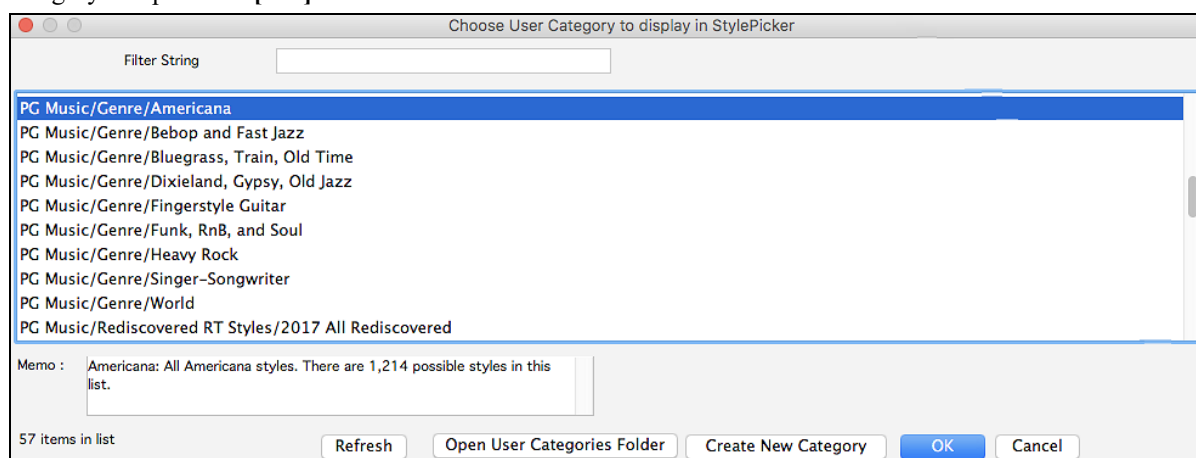 Choose User Category to display in StylePicker
Filter String
PG Music/Genre/Americana
PG Music/Genre/Bebop and Fast Jazz
PG Music/Genre/Bluegrass, Train, Old Time
PG Music/Genre/Dixieland, Gypsy, Old Jazz
PG Music/Genre/Fingerstyle Guitar
PG Music/Genre/Funk, RnB, and Soul
PG Music/Genre/Heavy Rock
PG Music/Genre/Singer-Songwriter
PG Music/Genre/World
PG Music/Rediscovered RT Styles/2017 All Rediscovered
Memo : Americana: All Americana styles. There are 1,214 possible styles in this
list.
57 items in list Refresh Open User Categories Folder Create New Category OK Cancel